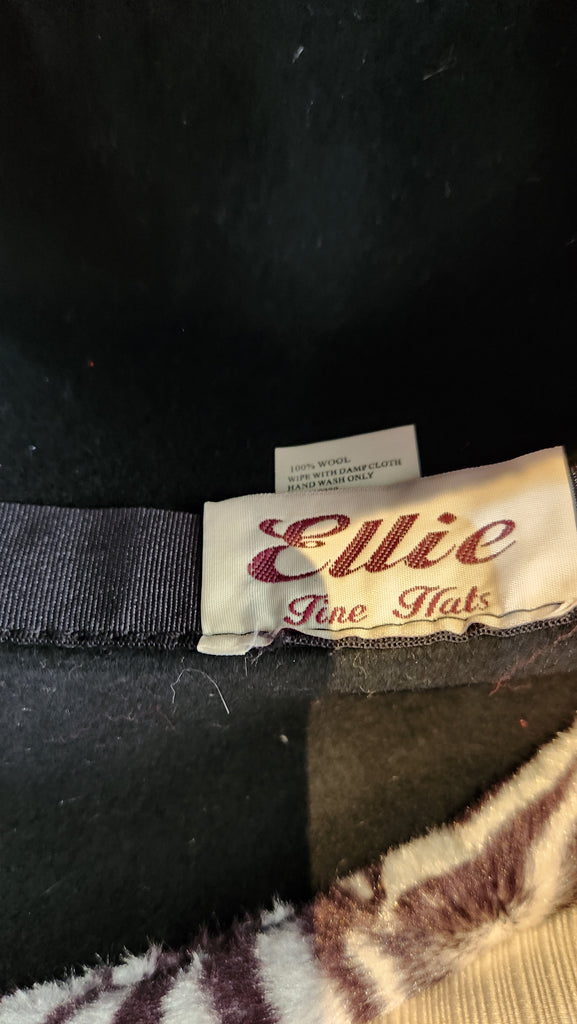 100% WOOL
WIPE WITH DAMP CLOTH
HAND WASH ONLY
Ellie
Fine Hats